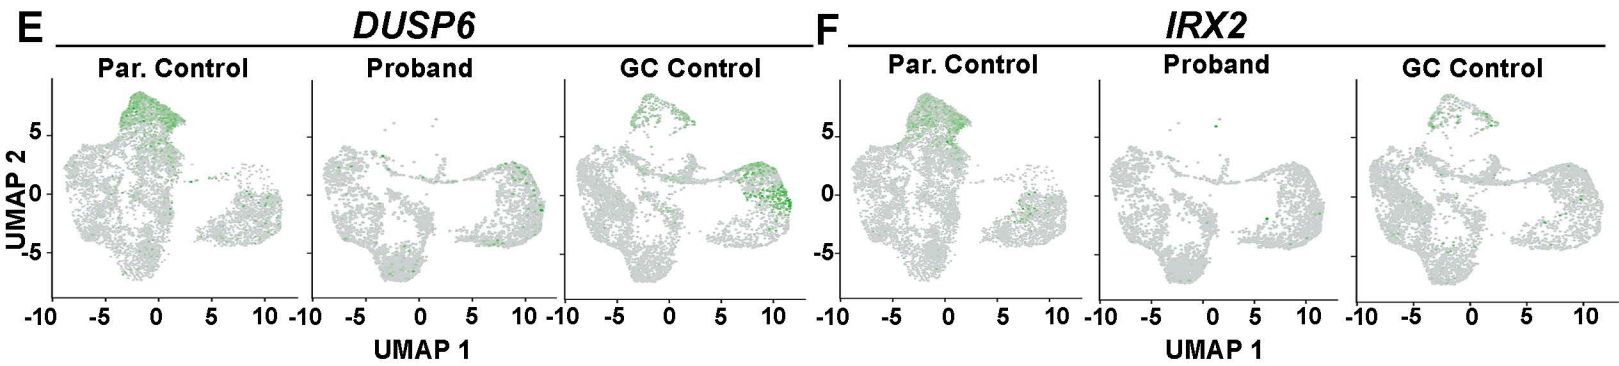 E DUSP6
Par. Control Proband GC Control
UMAP 2
5
0
-5
-10 -5 0 5 10 -10 -5 0 5 10 -10 -5 0 5 10
UMAP 1
F IRX2
Par. Control Proband GC Control
5
0
-5
-10 -5 0 5 10 -10 -5 0 5 10 -10 -5 0 5 10
UMAP 1